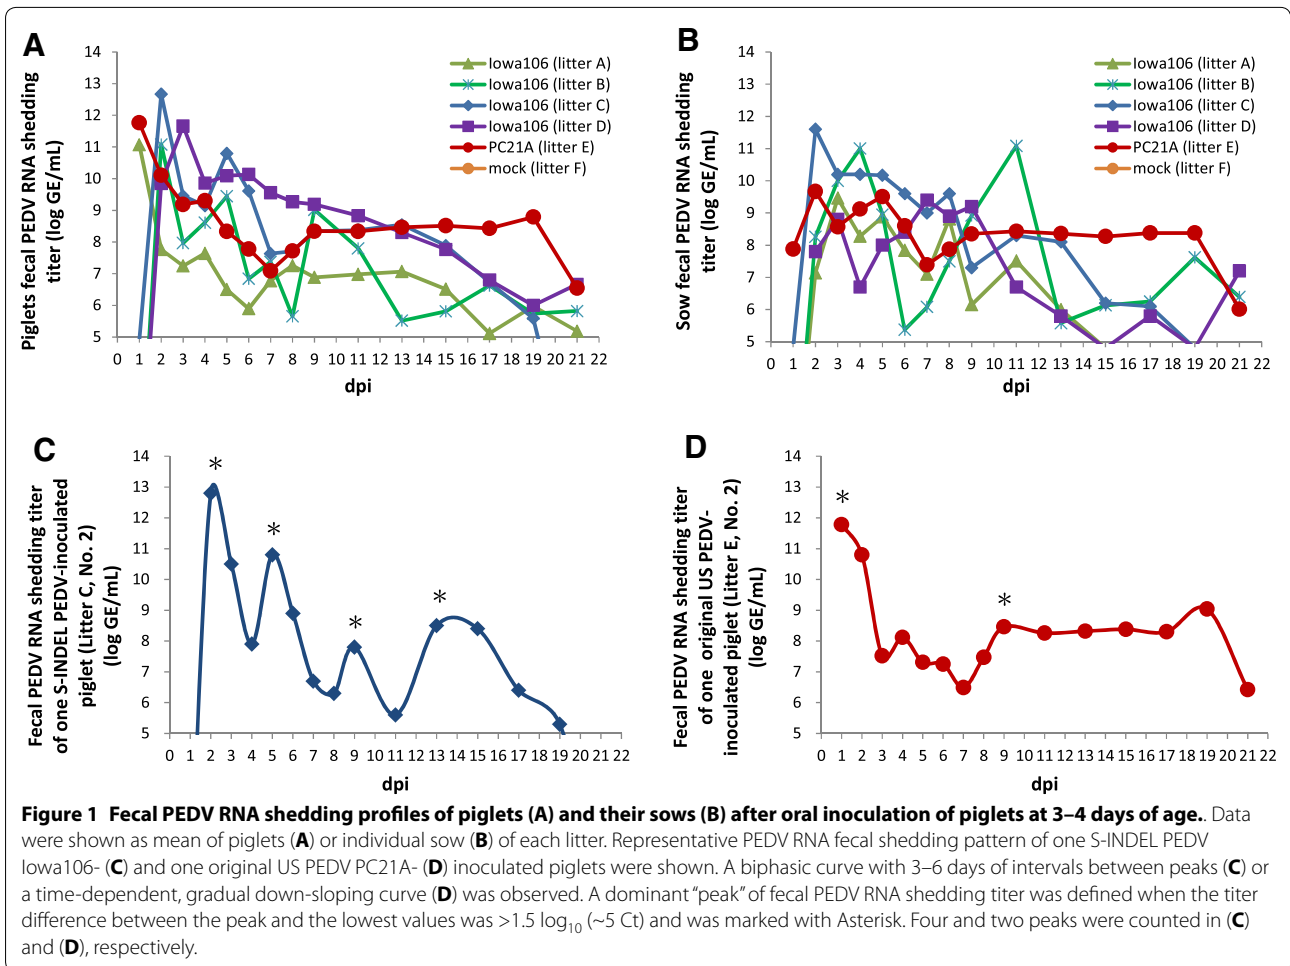 A
Piglets fecal PEDV RNA shedding
titer (log GE/mL)
14
13
12
11
10
9
8
7
6
5
0 1 2 3 4 5 6 7 8 9 10 11 12 13 14 15 16 17 18 19 20 21 22
dpi
Iowa106 (litter A)
Iowa106 (litter B)
Iowa106 (litter C)
Iowa106 (litter D)
PC21A (litter E)
mock (litter F)
B
Sow fecal PEDV RNA shedding
titer (log GE/mL)
14
13
12
11
10
9
8
7
6
5
0 1 2 3 4 5 6 7 8 9 10 11 12 13 14 15 16 17 18 19 20 21 22
dpi
Iowa106 (litter A)
Iowa106 (litter B)
Iowa106 (litter C)
Iowa106 (litter D)
PC21A (litter E)
mock (litter F)
C
Fecal PEDV RNA shedding titer
of one S-INDEL PEDV-inoculated
piglet (Litter C, No. 2)
(log GE/mL)
14
13
12
11
10
9
8
7
6
5
* * * *
0 1 2 3 4 5 6 7 8 9 10 11 12 13 14 15 16 17 18 19 20 21 22
dpi
D
Fecal PEDV RNA shedding titer
of one original US PEDV-
inoculated piglet (Litter E, No. 2)
(log GE/mL)
14
13
12
11
10
9
8
7
6
5
* *
0 1 2 3 4 5 6 7 8 9 10 11 12 13 14 15 16 17 18 19 20 21 22
dpi
Figure 1 Fecal PEDV RNA shedding profiles of piglets (A) and their sows (B) after oral inoculation of piglets at 3–4 days of age.. Data
were shown as mean of piglets (A) or individual sow (B) of each litter. Representative PEDV RNA fecal shedding pattern of one S-INDEL PEDV
Iowa106- (C) and one original US PEDV PC21A- (D) inoculated piglets were shown. A biphasic curve with 3–6 days of intervals between peaks (C) or
a time-dependent, gradual down-sloping curve (D) was observed. A dominant “peak” of fecal PEDV RNA shedding titer was defined when the titer
difference between the peak and the lowest values was >1.5 log10 (~5 Ct) and was marked with Asterisk. Four and two peaks were counted in (C)
and (D), respectively.